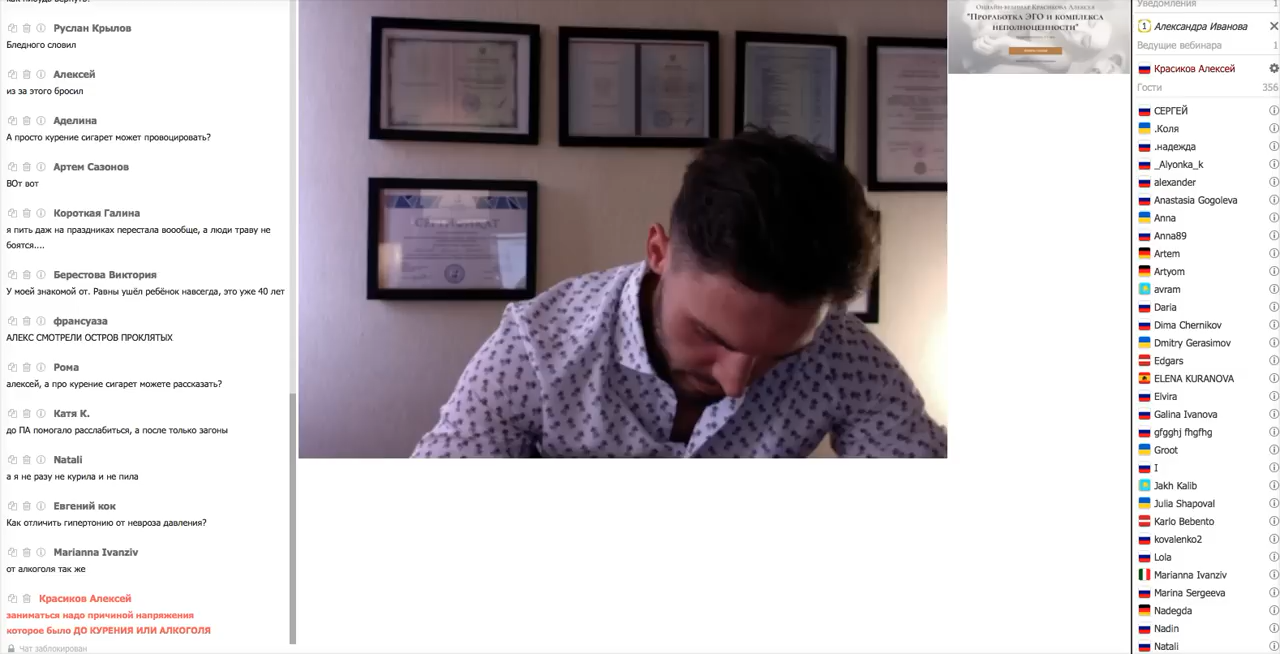 Руслан Крылов
Бледного словил
Алексей
из за этого бросил
Аделина
А просто курение сигарет может провоцировать?
Артем Сазонов
ВОт вот
Короткая Галина
я пить даж на праздниках перестала воообще, а люди траву не
боятся....
Берестова Виктория
У моей знакомой от. Равны ушёл ребёнок навсегда, это уже 40 лет
франсуаза
АЛЕКС СМОТРЕЛИ ОСТРОВ ПРОКЛЯТЫХ
Рома
алексей, а про курение сигарет можете рассказать?
Катя К.
до ПА помогало расслабиться, а после только загоны
Natali
а я не разу не курила и не пила
Евгений кок
Как отличить гипертонию от невроза давления?
Marianna Ivanziv
от алкоголя так же
Красиков Алексей
заниматься надо причиной напряжения
которое было ДО КУРЕНИЯ ИЛИ АЛКОГОЛЯ
Чат заблокирован
СЕРТИФИКАТ
Онлайн-вебинар Красикова Алексея
"Проработка ЭГО и комплекса
неполноценности"
Уведомления 1
1 Александра Иванова
Ведущие вебинара 1
Красиков Алексей
Гости 356
СЕРГЕЙ
.Коля
.надежда
_Alyonka_k
alexander
Anastasia Gogoleva
Anna
Anna89
Artem
Artyom
avram
Daria
Dima Chernikov
Dmitry Gerasimov
Edgars
ELENA KURANOVA
Elvira
Galina Ivanova
gfgghj fhgfhg
Groot
I
Jakh Kalib
Julia Shapoval
Karlo Bebento
kovalenko2
Lola
Marianna Ivanziv
Marina Sergeeva
Nadegda
Nadin
Natali